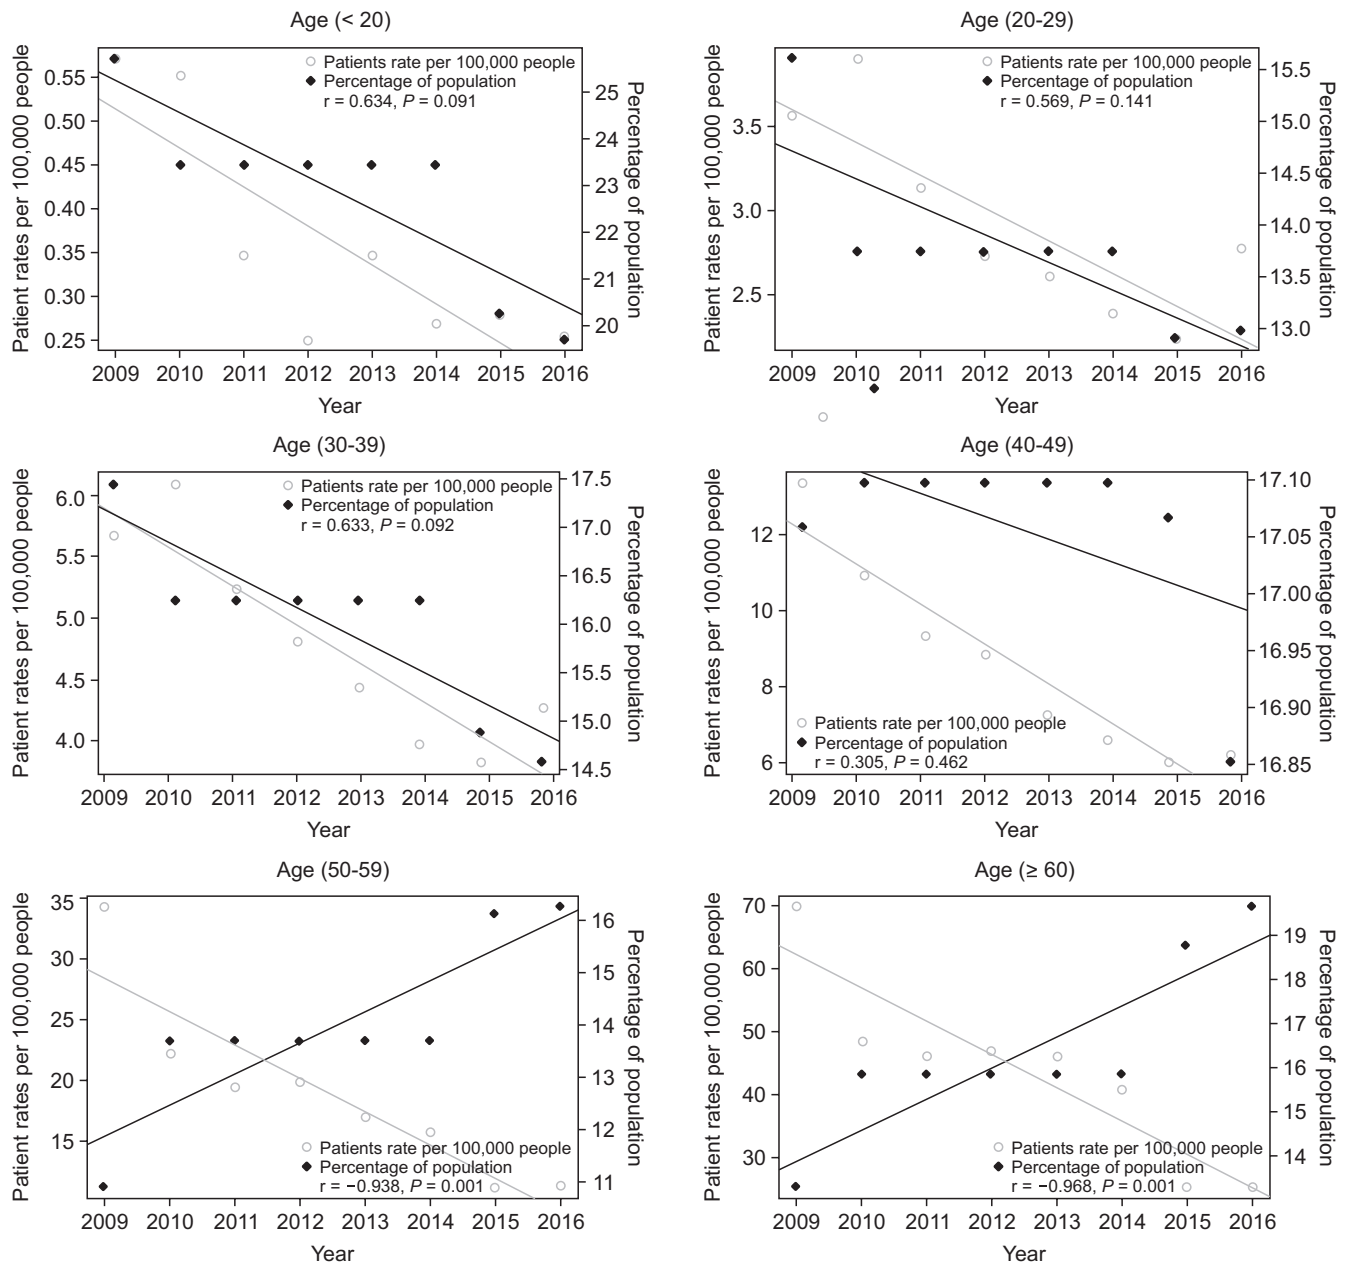 Age (< 20)
Patient rates per 100,000 people
0.55
0.50
0.45
0.40
0.35
0.30
0.25
Patients rate per 100,000 people
Percentage of population
r = 0.634, P = 0.091
25
24
23
22
21
20
Percentage of population
2009 2010 2011 2012 2013 2014 2015 2016
Year
Age (20-29)
Patient rates per 100,000 people
3.5
3.0
2.5
Patients rate per 100,000 people
Percentage of population
r = 0.569, P = 0.141
15.5
15.0
14.5
14.0
13.5
13.0
Percentage of population
2009 2010 2011 2012 2013 2014 2015 2016
Year
Age (30-39)
Patient rates per 100,000 people
6.0
5.5
5.0
4.5
4.0
Patients rate per 100,000 people
Percentage of population
r = 0.633, P = 0.092
17.5
17.0
16.5
16.0
15.5
15.0
14.5
Percentage of population
2009 2010 2011 2012 2013 2014 2015 2016
Year
Age (40-49)
Patient rates per 100,000 people
12
10
8
6
Patients rate per 100,000 people
Percentage of population
r = 0.305, P = 0.462
17.10
17.05
17.00
16.95
16.90
16.85
Percentage of population
2009 2010 2011 2012 2013 2014 2015 2016
Year
Age (50-59)
Patient rates per 100,000 people
35
30
25
20
15
Patients rate per 100,000 people
Percentage of population
r = −0.938, P = 0.001
16
15
14
13
12
11
Percentage of population
2009 2010 2011 2012 2013 2014 2015 2016
Year
Age (≥ 60)
Patient rates per 100,000 people
70
60
50
40
30
Patients rate per 100,000 people
Percentage of population
r = −0.968, P = 0.001
19
18
17
16
15
14
Percentage of population
2009 2010 2011 2012 2013 2014 2015 2016
Year